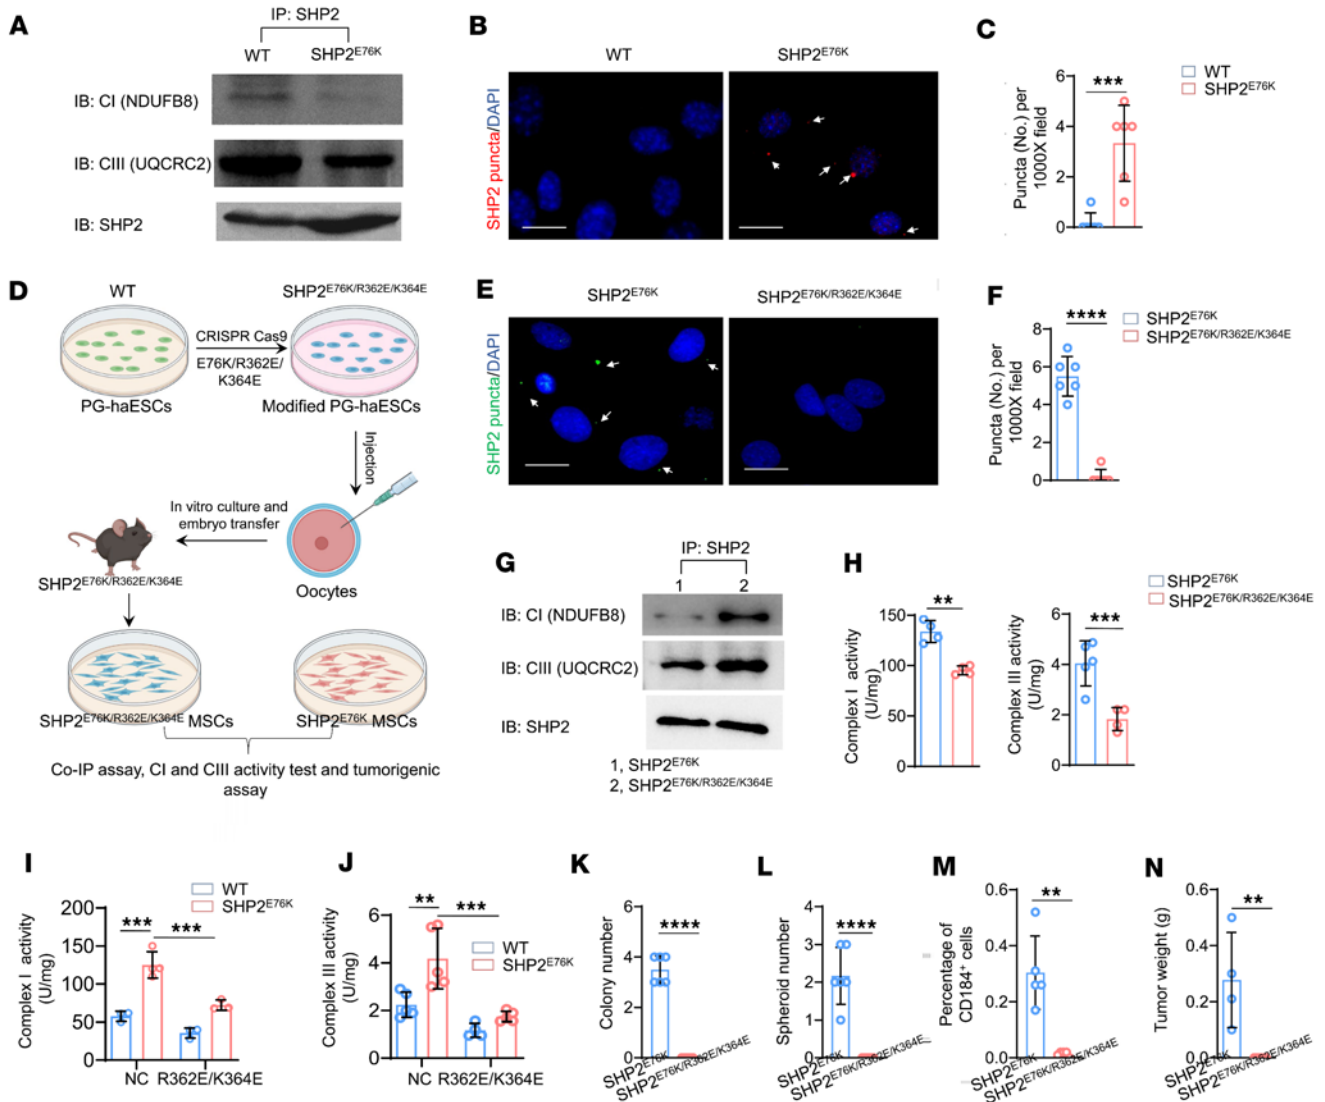 A
IP: SHP2
WT SHP2E76K
IB: CI (NDUFB8)
IB: CIII (UQCRC2)
IB: SHP2
B
WT SHP2E76K
SHP2 puncta/DAPI
C
WT
SHP2E76K
***
Puncta (No.) per
1000X field
6
4
2
0
D
WT SHP2E76K/R362E/K364E
CRISPR Cas9
E76K/R362E/
K364E
PG-haESCs Modified PG-haESCs
Injection
In vitro culture and
embryo transfer
SHP2E76K/R362E/K364E
Oocytes
SHP2E76K/R362E/K364E MSCs SHP2E76K MSCs
Co-IP assay, CI and CIII activity test and tumorigenic
assay
E
SHP2E76K SHP2E76K/R362E/K364E
SHP2 puncta/DAPI
F
SHP2E76K
SHP2E76K/R362E/K364E
****
Puncta (No.) per
1000X field
8
6
4
2
0
G
IP: SHP2
1 2
IB: CI (NDUFB8)
IB: CIII (UQCRC2)
IB: SHP2
1, SHP2E76K
2, SHP2E76K/R362E/K364E
H
SHP2E76K
SHP2E76K/R362E/K364E
**
Complex I activity
(U/mg)
150
100
50
0
***
Complex III activity
(U/mg)
6
4
2
0
I
WT
SHP2E76K
*** ***
Complex I activity
(U/mg)
200
150
100
50
0
NC R362E/K364E
J
** ***
WT
SHP2E76K
Complex III activity
(U/mg)
6
4
2
0
NC R362E/K364E
K
****
Colony number
6
4
2
0
SHP2E76K
SHP2E76K/R362E/K364E
L
****
Spheroid number
4
3
2
1
0
SHP2E76K
SHP2E76K/R362E/K364E
M
**
Percentage of
CD184+ cells
0.6
0.4
0.2
0.0
SHP2E76K
SHP2E76K/R362E/K364E
N
**
Tumor weight (g)
0.6
0.4
0.2
0.0
SHP2E76K
SHP2E76K/R362E/K364E